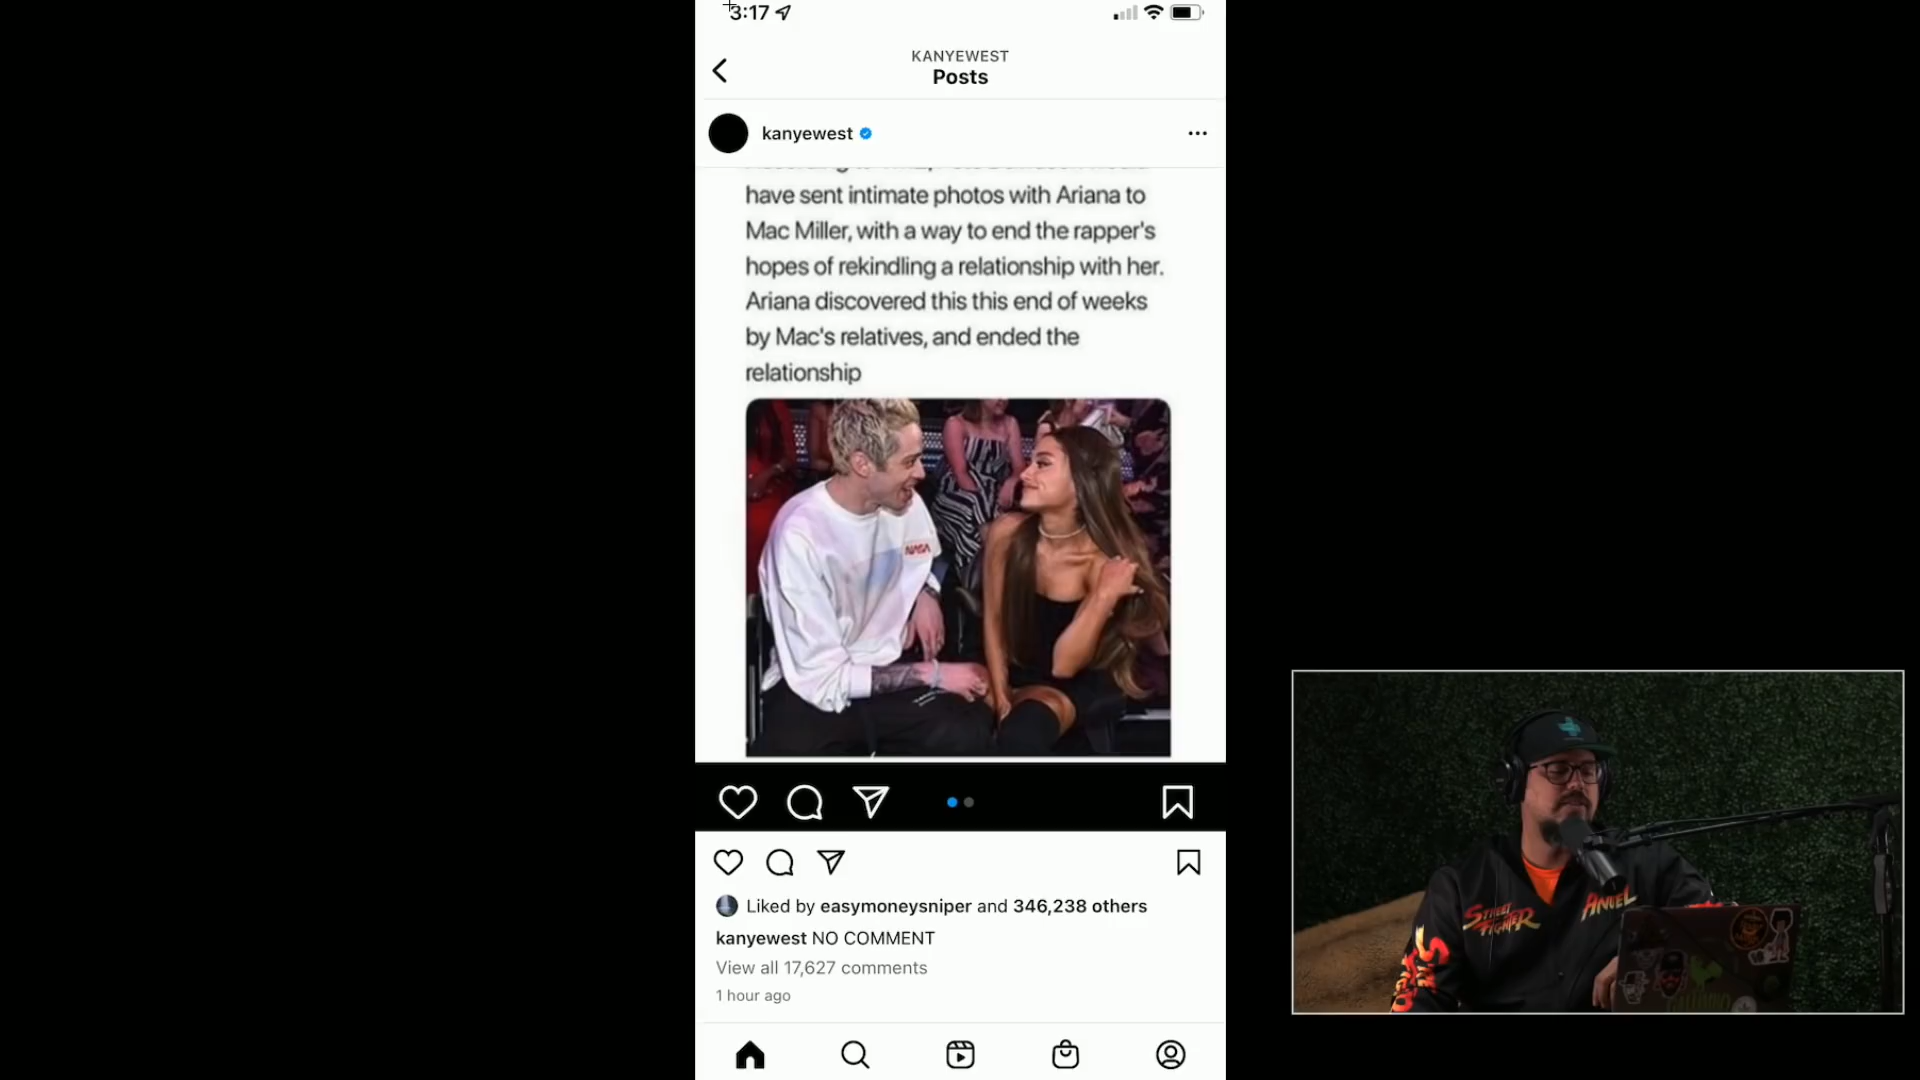 3:17
KANYEWEST
Posts
kanyewest
have sent intimate photos with Ariana to
Mac Miller, with a way to end the rapper's
hopes of rekindling a relationship with her.
Ariana discovered this this end of weeks
by Mac's relatives, and ended the
relationship
NASA
Liked by easymoneysniper and 346,238 others
kanyewest NO COMMENT
View all 17,627 comments
1 hour ago
STREET
FIGHTER